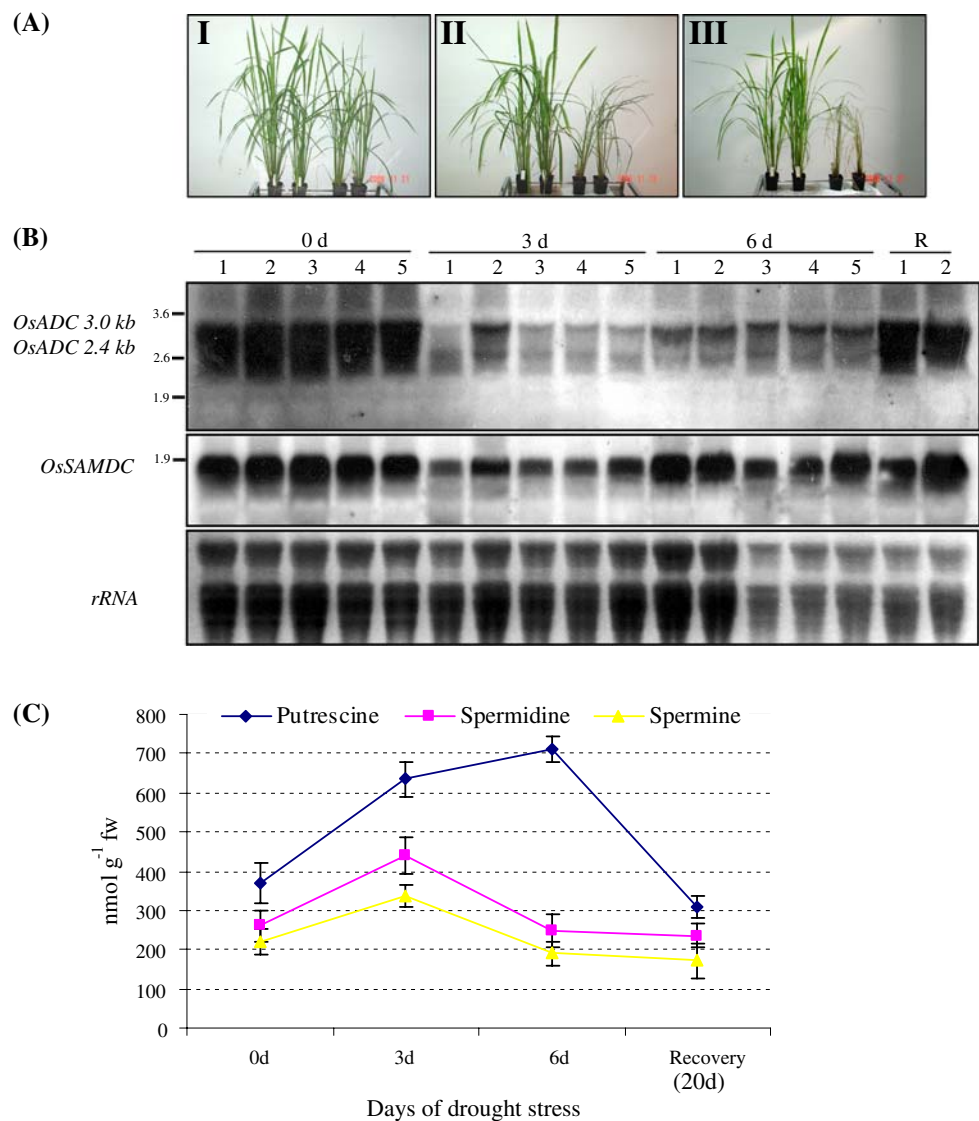 (A)
I II III
(B)
0 d 3 d 6 d R
1 2 3 4 5 1 2 3 4 5 1 2 3 4 5 1 2
3.6
OsADC 3.0 kb
OsADC 2.4 kb
2.6
1.9
OsSAMDC 1.9
rRNA
(C)
Putrescine Spermidine Spermine
800
700
600
500
400
300
200
100
0
nmol g⁻¹ fw
0d 3d 6d Recovery
(20d)
Days of drought stress